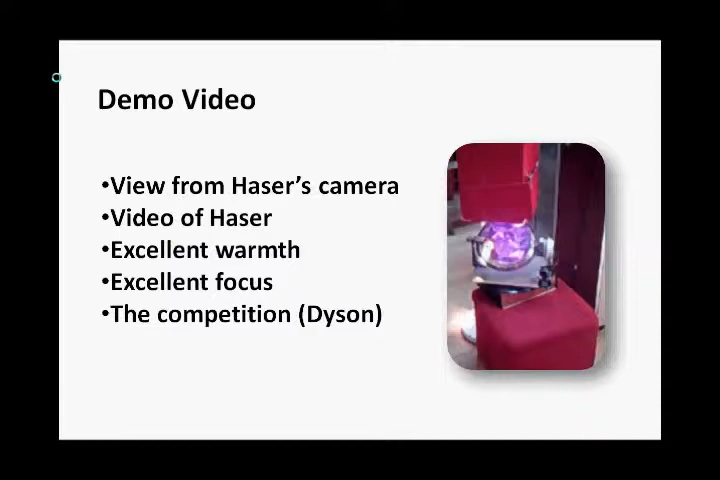 Demo Video
•View from Haser’s camera
•Video of Haser
•Excellent warmth
•Excellent focus
•The competition (Dyson)